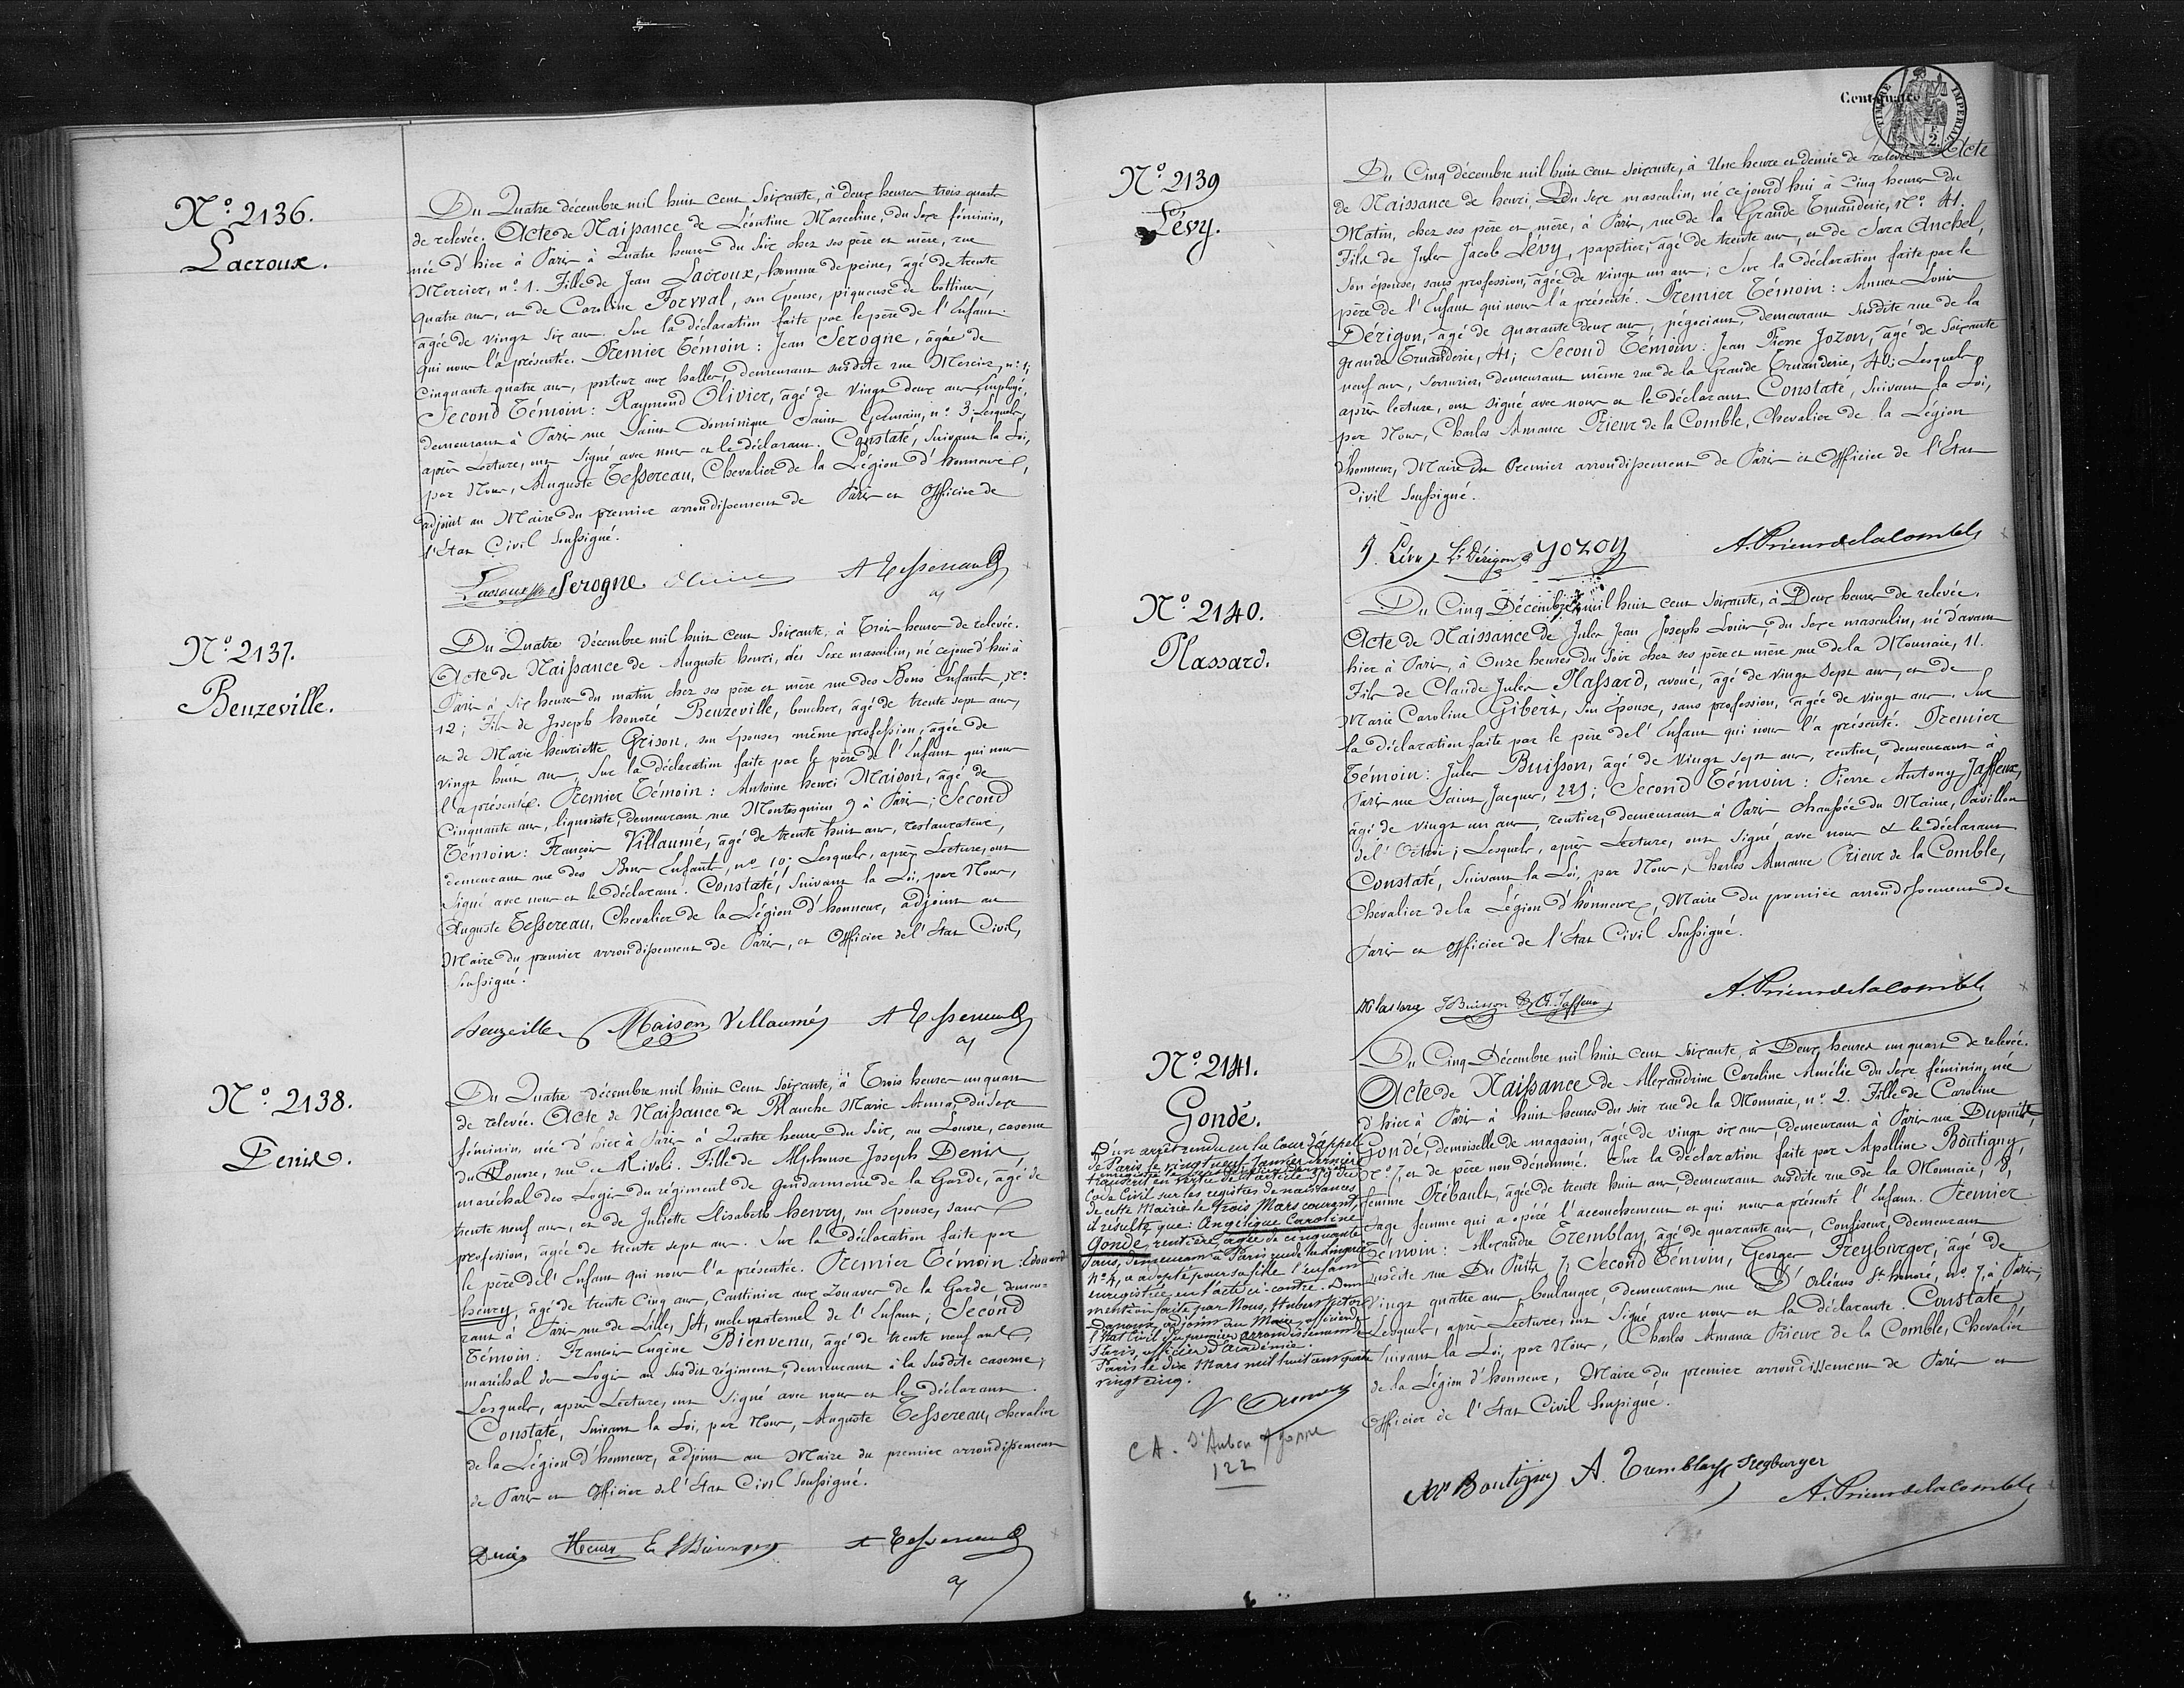 N.º 2136.
Lacroux.
Du Quatre décembre mil huit cent Soixante, à deux heures trois quarts
de relevée. Acte de Naissance de Léontine Marceline, du Sexe féminin,
née d'hier à Paris à Quatre heures du Soir chez ses père et mère, rue
Mercier, n.º 1. Fille de Jean Lacroux, homme de peine, âgé de trente
quatre ans, et de Caroline Forwal, son Epouse, piqueuse de bottines,
âgée de vingt six ans. Sur la déclaration faite par le père de l'Enfant
qui nous l'a présentée. Premier Témoin : Jean Serogne, âgé de
cinquante quatre ans, porteur aux halles, demeurant susdite rue Mercier, n.º 1;
Second Témoin : Raymond Olivier, âgé de Vingt deux ans, Employé,
demeurant à Paris rue Saint Dominique Saint Germain, n.º 3; Lesquels,
après Lecture, ont Signé avec nous et le déclarant. Constaté, Suivant la Loi,
par Nous, Auguste Tessereau, Chevalier de la Légion d'honneur,
adjoint au Maire du premier arrondissement de Paris et Officier de
l'Etat Civil Soussigné.
Lacroux Serogne Olivier A Tessereau
N.º 2137.
Beuzeville.
Du Quatre décembre mil huit cent Soixante, à Trois heures de relevée.
Acte de Naissance de Auguste henri, du Sexe masculin, né cejourd'hui à
Paris à Six heures du matin chez ses père et mère rue des Bons Enfants, N.º
12; Fils de Joseph honoré Beuzeville, boucher, âgé de trente sept ans,
et de Marie henriette Grison, son Epouse, même profession, âgée de
vingt huit ans, Sur la déclaration faite par le père de l'Enfant qui nous
l'a présenté. Premier Témoin : Antoine henri Maison, âgé de
Cinquante ans, liquoriste, demeurant rue Montesquieu 9 à Paris; Second
Témoin : François Villaumé, âgé de trente huit ans, restaurateur,
demeurant rue des Bons Enfants, n.º 10; Lesquels, après Lecture, ont
Signé avec nous et le déclarant. Constaté, Suivant la Loi, par Nous,
Auguste Tessereau, Chevalier de la Légion d'honneur, adjoint au
Maire du premier arrondissement de Paris, et Officier de l'Etat Civil,
Soussigné.
Beuzeville Maison Villaumé A Tessereau
N.º 2138.
Denis.
Du Quatre décembre mil huit Cent Soixante, à Trois heures un quart
de relevée. Acte de Naissance de Blanche Marie Anna, du Sexe
féminin, née d'hier à Paris à Quatre heures du Soir, au Louvre, caserne
du Louvre, rue de Rivoli. Fille de Alphonse Joseph Denis,
maréchal des Logis du régiment de Gendarmerie de la Garde, âgé de
trente neuf ans, et de Juliette Elisabeth henry, son Epouse, sans
profession, âgée de trente sept ans. Sur la déclaration faite par
le père de l'Enfant qui nous l'a présentée. Premier Témoin : Edouard
henry, âgé de trente Cinq ans, Cantinier aux Zouaves de la Garde demeu-
rant à Paris rue de Lille, 54, oncle maternel de l'Enfant; Second
Témoin : François Eugène Bienvenu, âgé de trente neuf ans,
maréchal des Logis au susdit régiment, demeurant à la susdite caserne;
Lesquels, après Lecture, ont Signé avec nous et le déclarant.
Constaté, Suivant la Loi, par Nous, Auguste Tessereau, chevalier
de la Légion d'honneur, adjoint au Maire du premier arrondissement
de Paris et Officier de l'Etat Civil Soussigné.
Denis Henry E A Tessereau
Cent quatre
TIMBRE IMPERIAL
N.º 2139
Lévy.
Du Cinq décembre mil huit cent Soixante, à Une heure et demie de relevée. Acte
de Naissance de henri, du Sexe masculin, né cejourd'hui à Cinq heures du
Matin, chez ses père et mère, à Paris, rue de la Grande Truanderie, N.º 41.
Fils de Jules Jacob Lévy, papetier, âgé de trente ans, et de Sara Anchel,
Son épouse, sans profession, âgée de vingt un ans; Sur la déclaration faite par le
père de l'Enfant qui nous l'a présenté. Premier Témoin : Louis
Dérigon, âgé de quarante deux ans, négociant, demeurant Susdite rue de la
grande Truanderie, 41; Second Témoin : Jean Pierre Jozon, âgé de Soixante
neuf ans, Serrurier, demeurant même rue de la Grande Truanderie, 40; Lesquels,
après lecture, ont signé avec nous et le déclarant. Constaté, Suivant la Loi,
par Nous, Charles Amance Prieur de la Comble, Chevalier de la Légion
d'honneur, Maire du Premier arrondissement de Paris et Officier de l'Etat
Civil Soussigné.
J. Lévy Dérigon Jozon A. Prieur de la Comble
N.º 2140.
Plassard.
Du Cinq Décembre mil huit cent Soixante, à Deux heures de relevée.
Acte de Naissance de Jules Jean Joseph Louis, du Sexe masculin, né d'avant
hier à Paris, à Onze heures du Soir chez ses père et mère rue de la Monnaie, 11.
Fils de Claude Jules Plassard, avoué, âgé de vingt Sept ans, et de
Marie Caroline Gibert, Son Epouse, sans profession, âgée de vingt ans. Sur
la déclaration faite par le père de l'Enfant qui nous l'a présenté. Premier
Témoin : Jules Buisson, âgé de Vingt sept ans, rentier, demeurant à
Paris rue Saint Jacques, 221; Second Témoin : Pierre Antony Jaffeux,
âgé de vingt un ans, rentier, demeurant à Paris chaussée du Maine, Pavillon
de l'Octroi; Lesquels, après Lecture, ont Signé avec nous et le déclarant
Constaté, Suivant la Loi, par Nous, Charles Amance Prieur de la Comble,
Chevalier de la Légion d'honneur, Maire du premier arrondissement de
Paris et Officier de l'Etat Civil Soussigné.
Plassard JBuisson A. Jaffeux A. Prieur de la Comble
N.º 2141.
Gondé.
D'un arrêt rendu en la Cour d'appel
de Paris, le vingt neuf Janvier dernier
transcrit en vertu de l'article 359 du
Code Civil sur les registres de naissances
de cette Mairie le trois Mars courant,
il résulte que : Angélique Caroline
Gondé, rentière, âgée de cinquante
ans, demeurant à Paris rue de la Lingerie
Nº 4, a adopté pour sa fille l'enfant
enregistrée en l'acte ci-contre. Dont
mention faite par Nous, Hubert Victor
Danoux, adjoint au Maire, officier de
l'Etat Civil du premier arrondissement de
Paris, officier d'Académie.
Paris le dix Mars mil huit cent quatre
vingt cinq.
C A. 
122
Du Cinq Décembre mil huit cent Soixante, à Deux heures un quart de relevée.
Acte de Naissance de Alexandrine Caroline Amélie du Sexe féminin, née
d'hier à Paris à huit heures du soir rue de la Monnaie, n.º 2. Fille de Caroline
Gondé, demoiselle de magasin, âgée de vingt six ans, demeurant à Paris rue Dupuits,
N.º 7, et de père non dénommé. Sur la déclaration faite par Apolline Boutigny,
femme Prébault, âgée de trente huit ans, demeurant susdite rue de la Monnaie, 2,
Sage femme qui a opéré l'accouchement et qui nous a présenté l'Enfant. Premier
Témoin : Alexandre Tremblay, âgé de quarante ans, Confiseur, demeurant
susdite rue Du Puits 7; Second Témoin, Georges Freyburger, âgé de
Vingt quatre ans, boulanger, demeurant rue D'Orléans S.t honoré, n.º 7, à Paris;
Lesquels, après Lecture, ont Signé avec nous et la déclarante. Constaté
Suivant la Loi, par Nous, Charles Amance Prieur de la Comble, Chevalier
de la Légion d'honneur, Maire du premier arrondissement de Paris et
Officier de l'Etat Civil Soussigné.
Boutigny A. Tremblay Freyburger
A. Prieur de la Comble